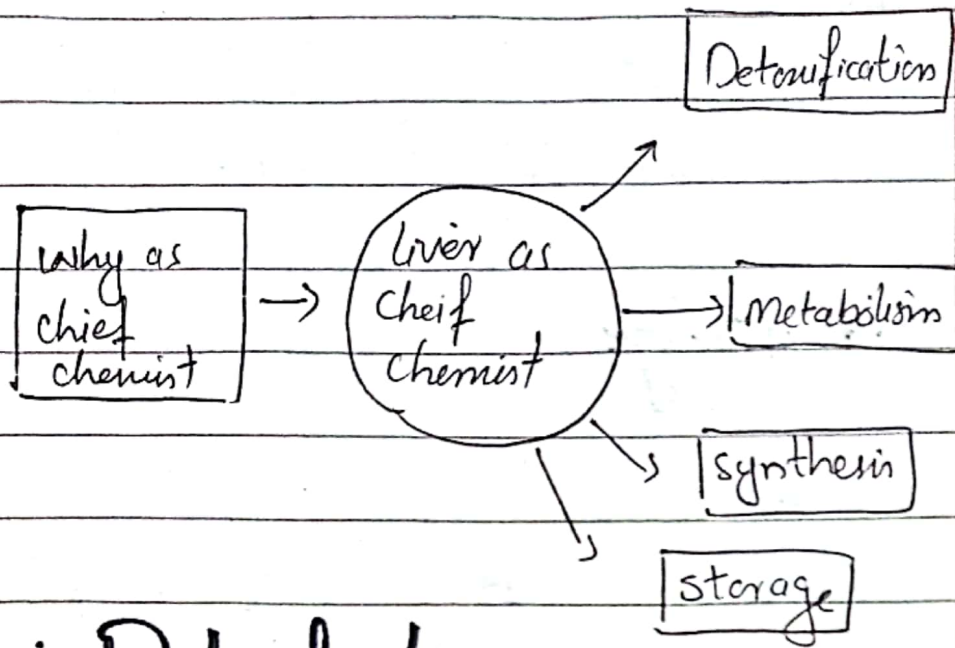 Detoxification
Why as
chief
chemist
liver as
Cheif
Chemist
Metabolism
synthesis
storage